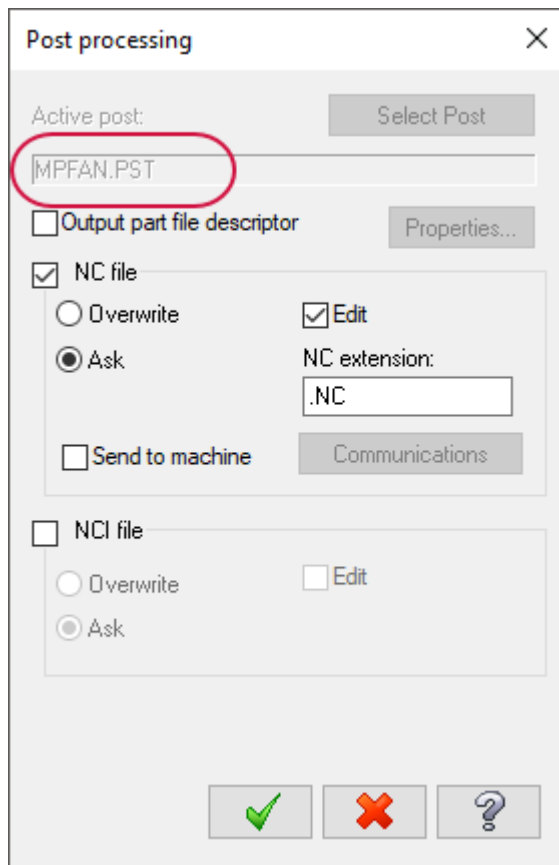 Post processing
Active post:
Select Post
MPFAN.PST
Output part file descriptor
Properties...
NC file
Overwrite
Edit
Ask
NC extension:
.NC
Send to machine
Communications
NCI file
Overwrite
Edit
Ask